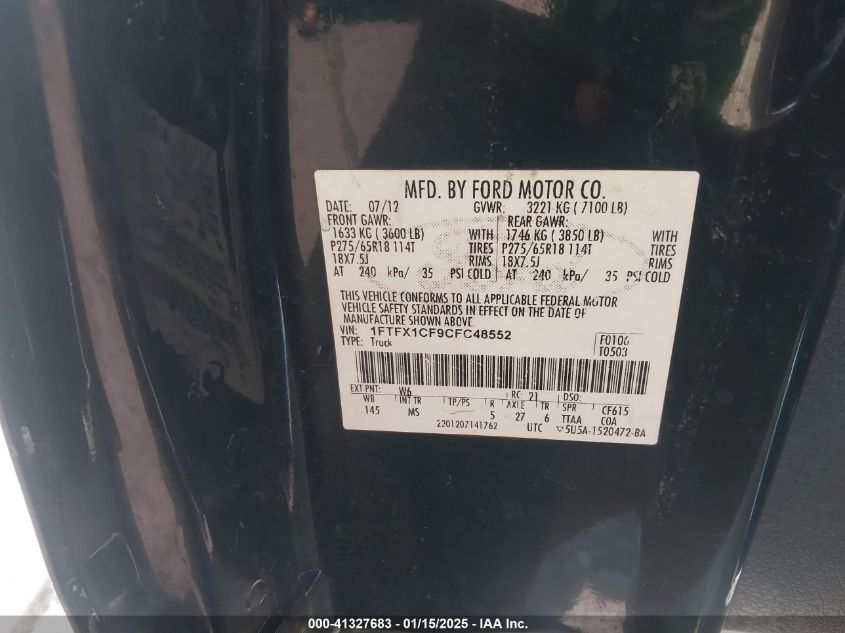 MFD. BY FORD MOTOR CO.
DATE: 07/12 GVWR: 3221 KG ( 7100 LB)
FRONT GAWR: REAR GAWR:
1633 KG ( 3600 LB) WITH 1746 KG ( 3850 LB) WITH
P275/65R18 114T TIRES P275/65R18 114T TIRES
18X7.5J RIMS 18X7.5J RIMS
AT 240 kPa/ 35 PSI COLD AT 240 kPa/ 35 PSI COLD
THIS VEHICLE CONFORMS TO ALL APPLICABLE FEDERAL MOTOR
VEHICLE SAFETY STANDARDS IN EFFECT ON THE DATE OF
MANUFACTURE SHOWN ABOVE.
VIN: 1FTFX1CF9CFC48552 F0106
TYPE: Truck T0503
EXT PNT: W6 RC: 21 DSO:
WB INT TR TP/PS R AXLE TR SPR CF615
145 MS 5 27 6 TTAA COA
2201207141762 UTC ▽5U5A-1520472-BA
000-41327683 - 01/15/2025 - IAA Inc.